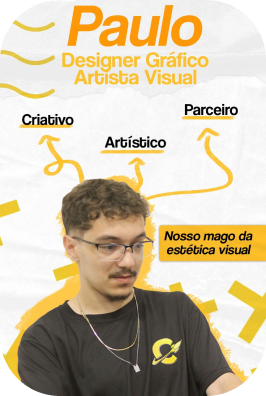 Paulo
Designer Gráfico
Artista Visual
Parceiro
Criativo
Artístico
Nosso mago da
estética visual